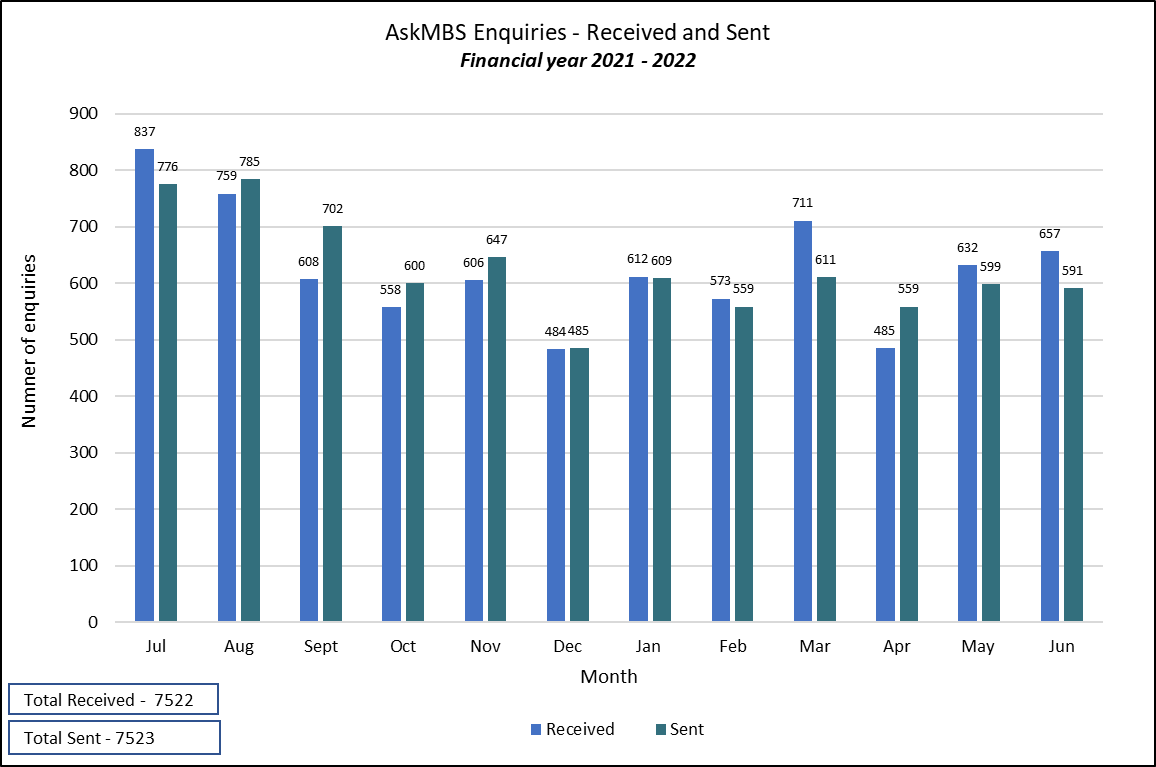 AskMBS Enquiries - Received and Sent
Financial year 2021 - 2022
Numner of enquiries
900
800
700
600
500
400
300
200
100
0
837
776
759
785
608
702
558
600
606
647
484
485
612
609
573
559
711
611
485
559
632
599
657
591
Jul
Aug
Sept
Oct
Nov
Dec
Jan
Feb
Mar
Apr
May
Jun
Month
Total Received - 7522
Total Sent - 7523
Received
Sent